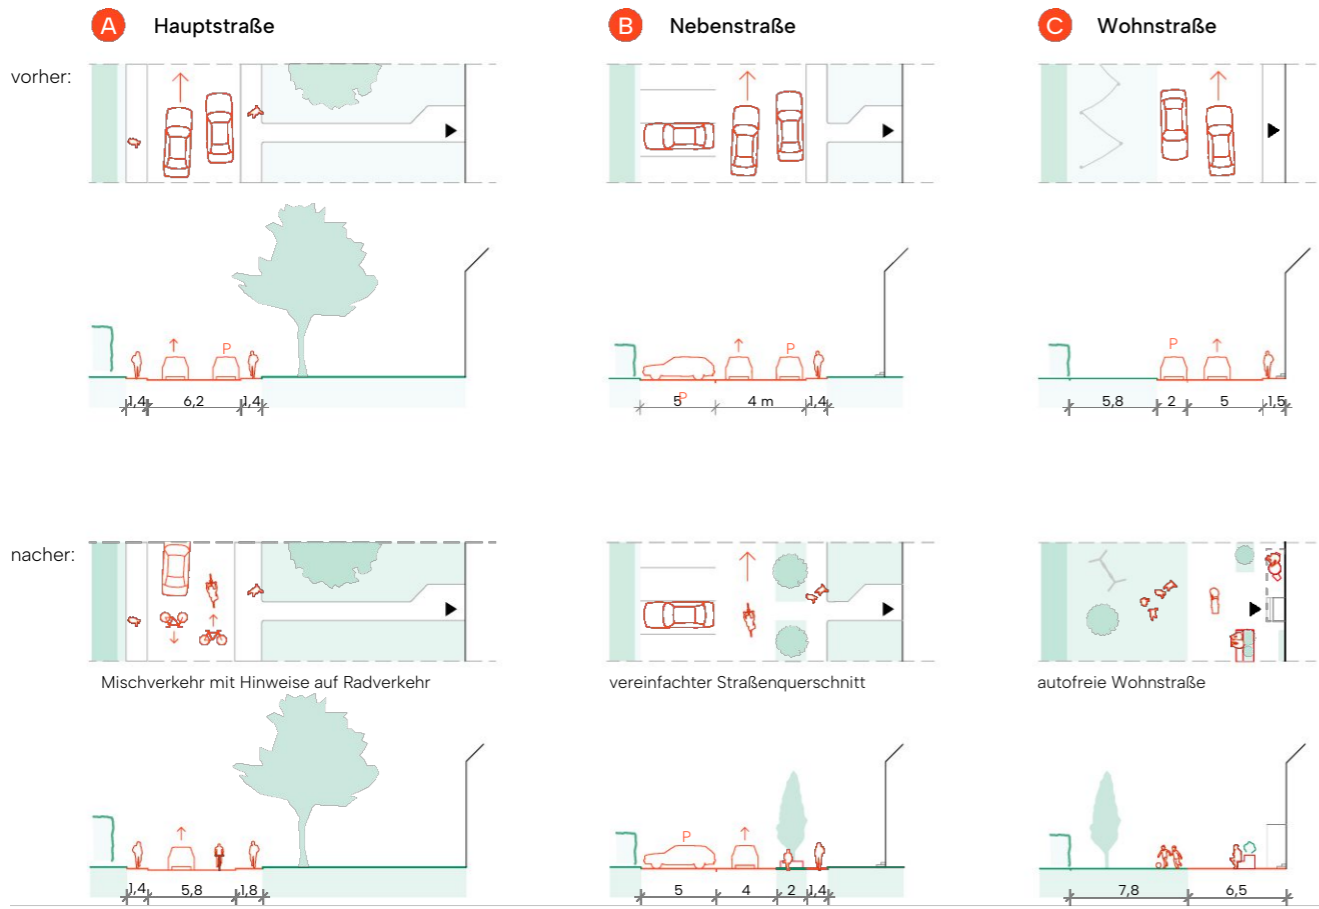 A Hauptstraße
B Nebenstraße
C Wohnstraße
vorher:
P
P
P
1,4 6,2 1,4
5 P 4 m 1,4
5,8 2 5 1,5
nacher:
Mischverkehr mit Hinweise auf Radverkehr
vereinfachter Straßenquerschnitt
autofreie Wohnstraße
P
1,4 5,8 1,8
5 4 2 1,4
7,8 6,5